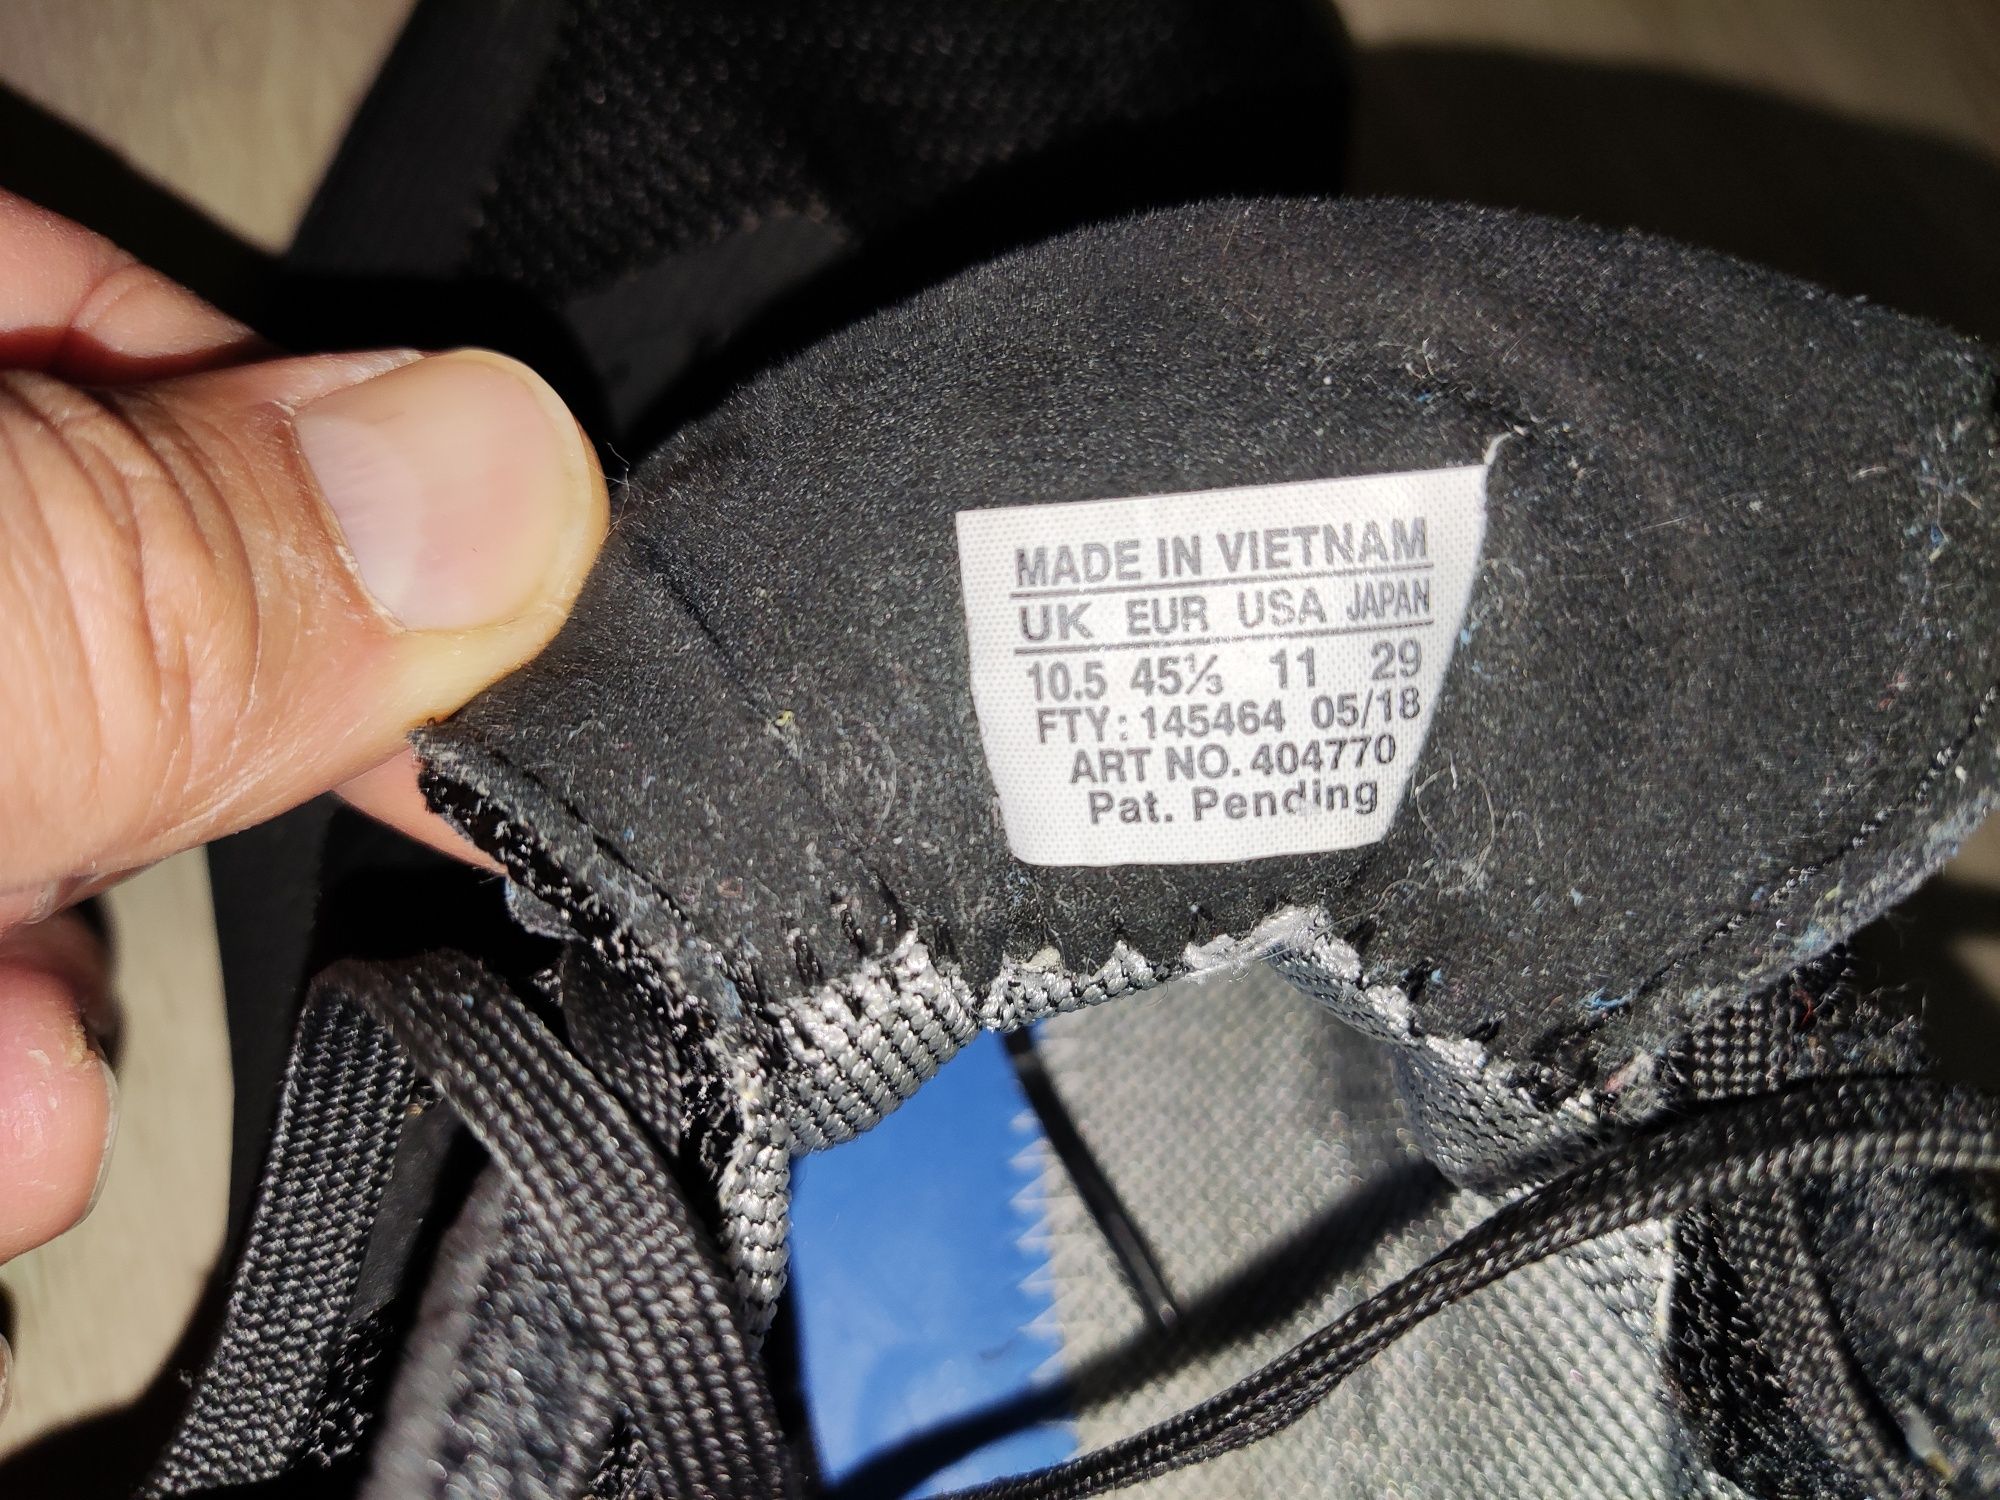 MADE IN VIETNAM
UK EUR USA JAPAN
10.5 45⅓ 11 29
FTY: 145464 05/18
ART NO. 404770
Pat. Pending